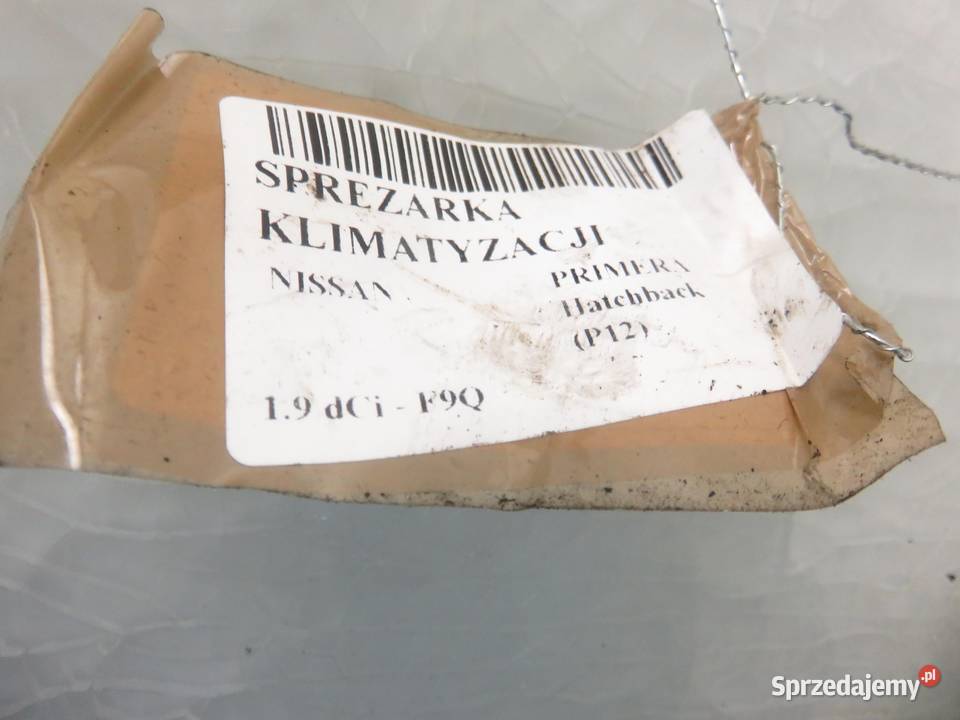 SPREZARKA
KLIMATYZACJI
NISSAN PRIMERA
Hatchback
(P12)
1.9 dCi - F9Q
Sprzedajemy.pl